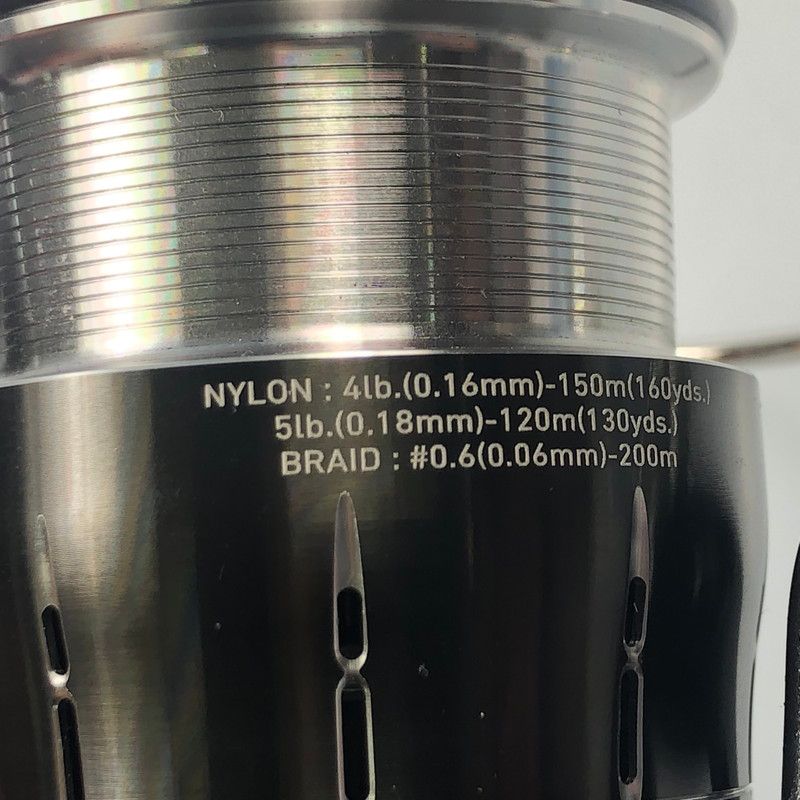 NYLON : 4lb.(0.16mm)-150m(160yds.)
5lb.(0.18mm)-120m(130yds.)
BRAID : #0.6(0.06mm)-200m